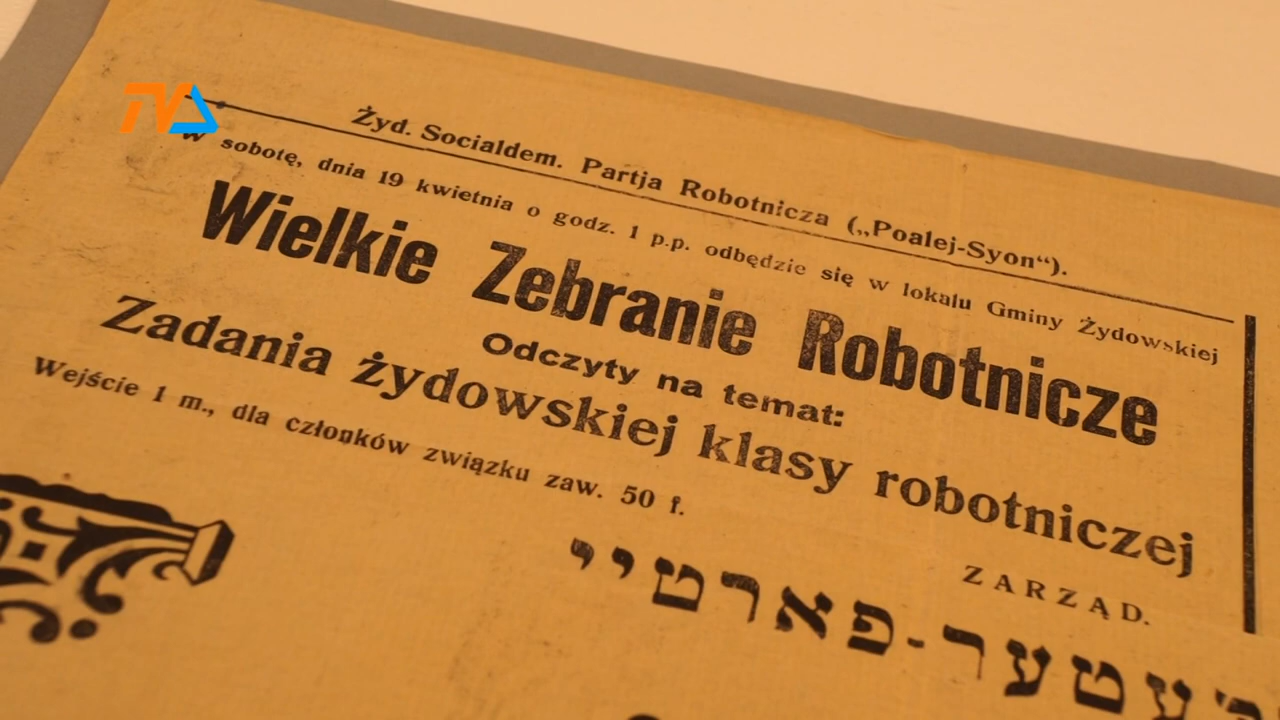 TVA
Żyd. Socialdem. Partja Robotnicza („Poalej-Syon“).
w sobotę, dnia 19 kwietnia o godz. 1 p.p. odbędzie się w lokalu Gminy Żydowskiej
Wielkie Zebranie Robotnicze
Odczyty na temat:
Zadania żydowskiej klasy robotniczej
Wejście 1 m., dla członków związku zaw. 50 f.
ZARZĄD.
רבעטער-פארטיי